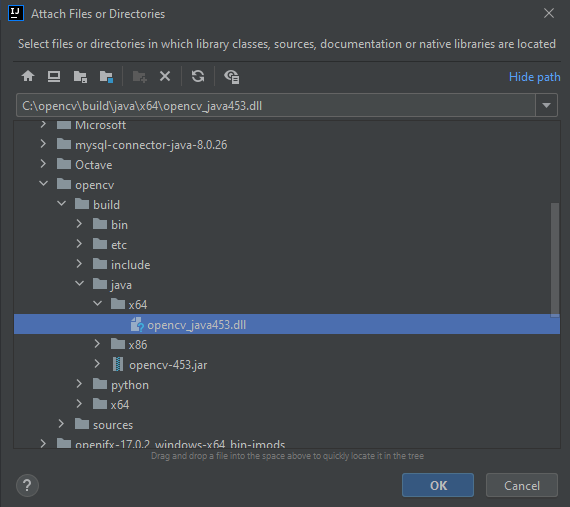 IJ Attach Files or Directories
Select files or directories in which library classes, sources, documentation or native libraries are located
Hide path
C:\opencv\build\java\x64\opencv_java453.dll
Microsoft
mysql-connector-java-8.0.26
Octave
opencv
build
bin
etc
include
java
x64
opencv_java453.dll
x86
opencv-453.jar
python
x64
sources
openjfx-17.0.2_windows-x64_bin-jmods
Drag and drop a file into the space above to quickly locate it in the tree
? OK Cancel